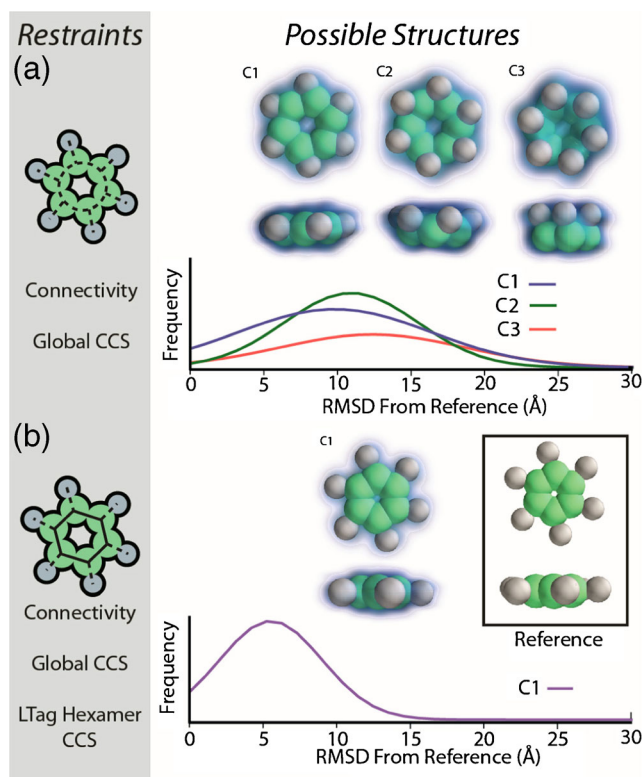 Restraints
Possible Structures
(a)
C1
C2
C3
Connectivity
Global CCS
C1
C2
C3
Frequency
0
5
10
15
20
25
30
RMSD From Reference (Å)
(b)
C1
Connectivity
Global CCS
LTag Hexamer
CCS
Reference
C1
Frequency
0
5
10
15
20
25
30
RMSD From Reference (Å)